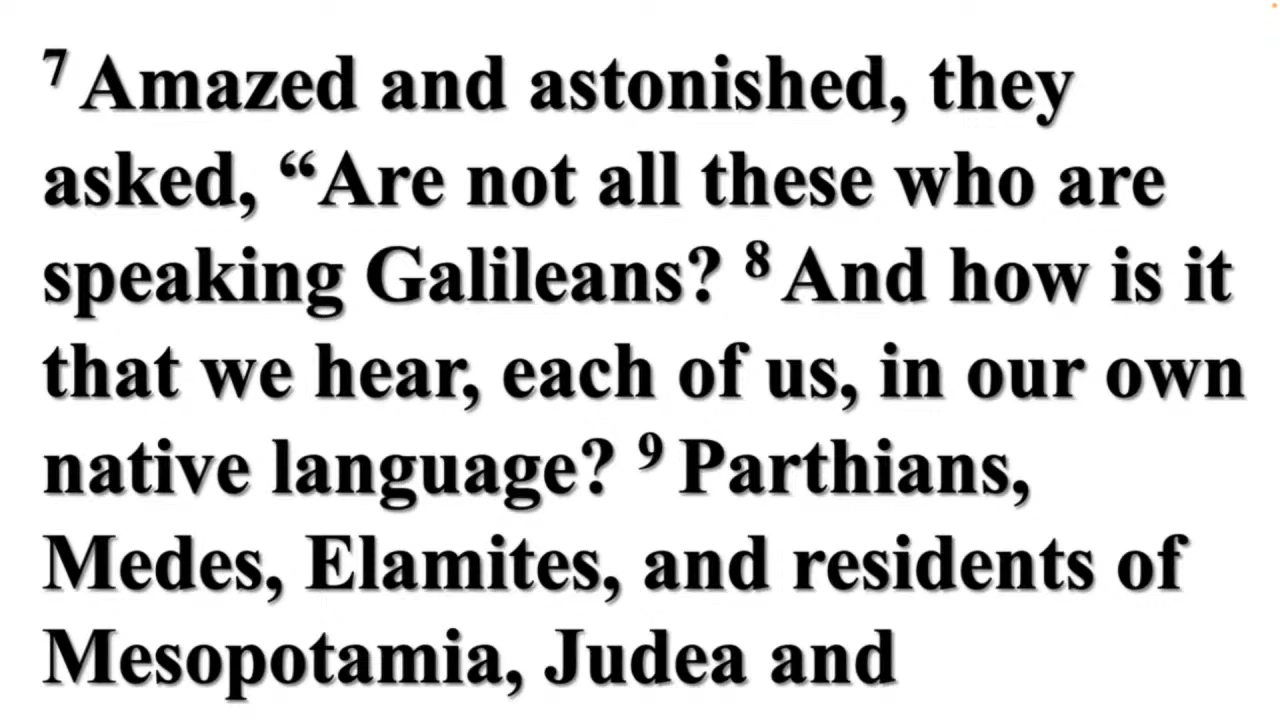 7 Amazed and astonished, they
asked, “Are not all these who are
speaking Galileans? 8 And how is it
that we hear, each of us, in our own
native language? 9 Parthians,
Medes, Elamites, and residents of
Mesopotamia, Judea and